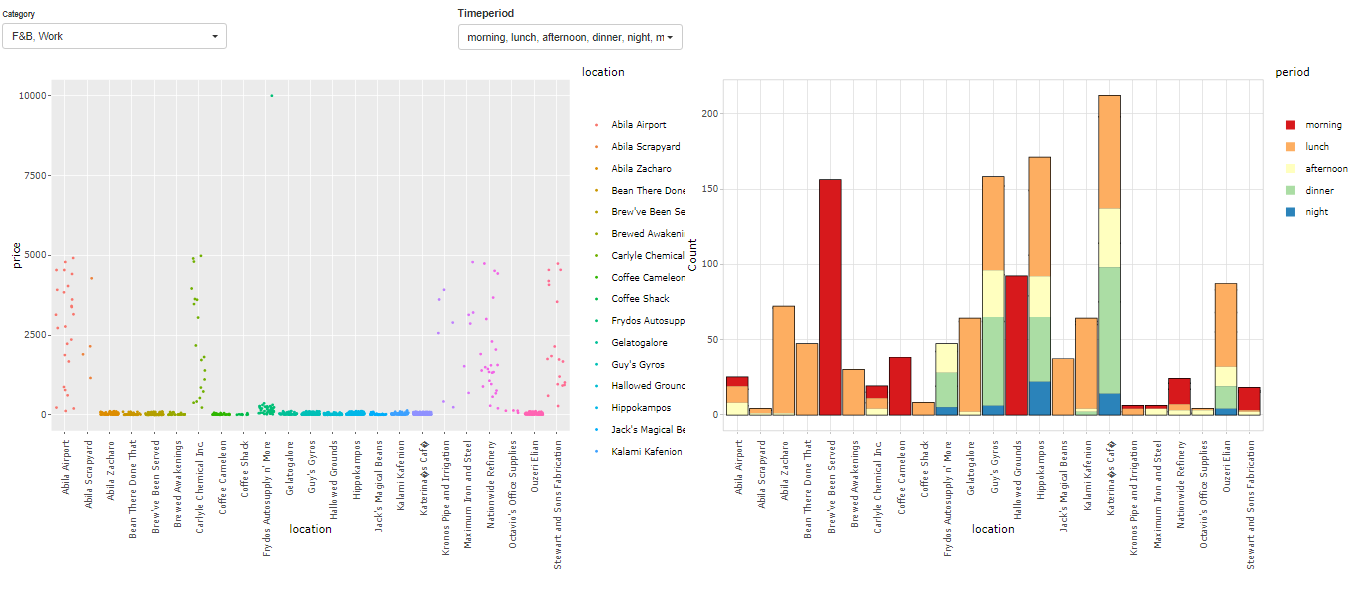 Category
Timeperiod
F&B, Work
morning, lunch, afternoon, dinner, night, m
location
period
10000
7500
5000
2500
0
price
Abila Airport
Abila Scrapyard
Abila Zacharo
Bean There Done That
Brew've Been Served
Brewed Awakenings
Carlyle Chemical Inc.
Coffee Cameleon
Coffee Shack
Frydos Autosupply n' More
Gelatogalore
Guy's Gyros
Hallowed Grounds
Hippokampos
Jack's Magical Beans
Kalami Kafenion
Katerina�s Caf�
Kronos Pipe and Irrigation
Maximum Iron and Steel
Nationwide Refinery
Octavio's Office Supplies
Ouzeri Elian
Stewart and Sons Fabrication
location
Abila Airport
Abila Scrapyard
Abila Zacharo
Bean There Done
Brew've Been Se
Brewed Awakeni
Carlyle Chemical
Coffee Cameleon
Coffee Shack
Frydos Autosupp
Gelatogalore
Guy's Gyros
Hallowed Ground
Hippokampos
Jack's Magical Be
Kalami Kafenion
200
150
100
50
0
Count
Abila Airport
Abila Scrapyard
Abila Zacharo
Bean There Done That
Brew've Been Served
Brewed Awakenings
Carlyle Chemical Inc.
Coffee Cameleon
Coffee Shack
Frydos Autosupply n' More
Gelatogalore
Guy's Gyros
Hallowed Grounds
Hippokampos
Jack's Magical Beans
Kalami Kafenion
Katerina�s Caf�
Kronos Pipe and Irrigation
Maximum Iron and Steel
Nationwide Refinery
Octavio's Office Supplies
Ouzeri Elian
Stewart and Sons Fabrication
location
morning
lunch
afternoon
dinner
night